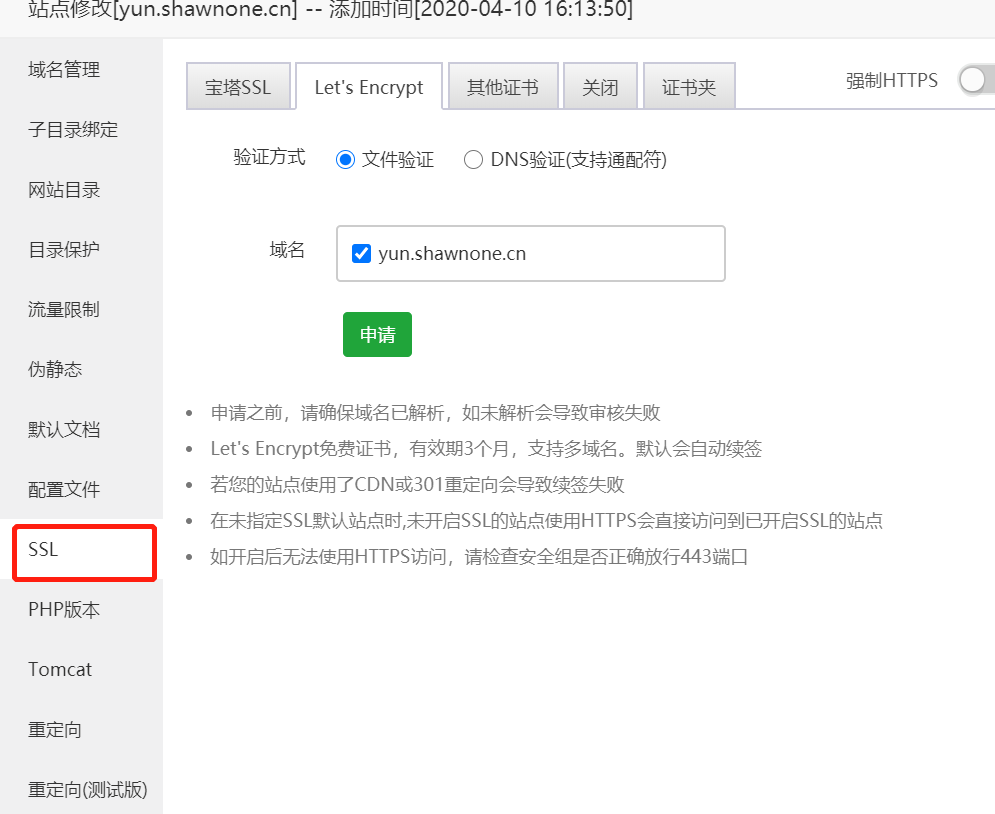 站点修改[yun.shawnone.cn] -- 添加时间[2020-04-10 16:13:50]
域名管理
子目录绑定
网站目录
目录保护
流量限制
伪静态
默认文档
配置文件
SSL
PHP版本
Tomcat
重定向
重定向(测试版)
宝塔SSL
Let's Encrypt
其他证书
关闭
证书夹
强制HTTPS
验证方式
文件验证
DNS验证(支持通配符)
域名
yun.shawnone.cn
申请
申请之前，请确保域名已解析，如未解析会导致审核失败
Let's Encrypt免费证书，有效期3个月，支持多域名。默认会自动续签
若您的站点使用了CDN或301重定向会导致续签失败
在未指定SSL默认站点时,未开启SSL的站点使用HTTPS会直接访问到已开启SSL的站点
如开启后无法使用HTTPS访问，请检查安全组是否正确放行443端口